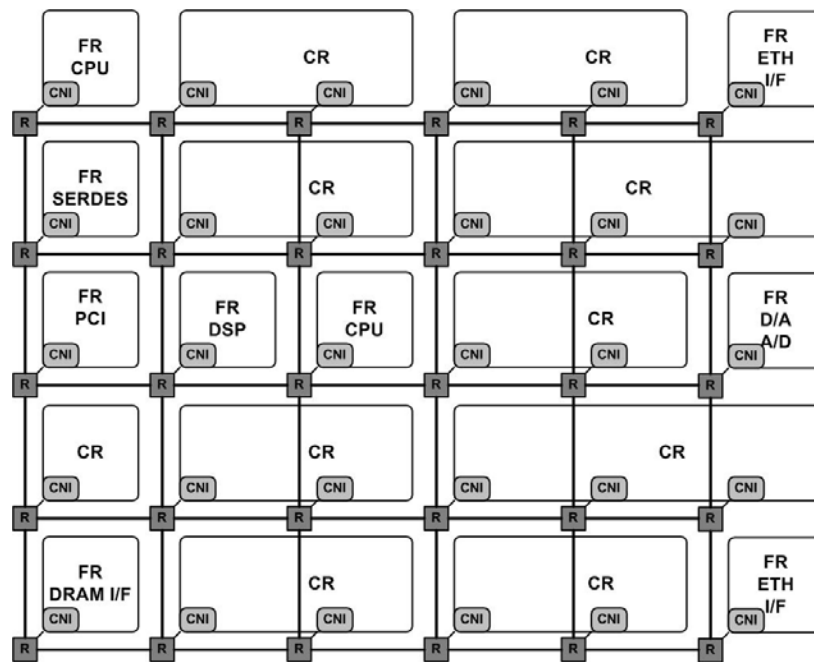 FR
CPU
CR
CR
FR
ETH
I/F
CNI CNI CNI CNI CNI CNI
R R R R R R
FR
SERDES
CR
CR
CNI CNI CNI CNI CNI CNI
R R R R R R
FR
PCI
FR
DSP
FR
CPU
CR
FR
D/A
A/D
CNI CNI CNI CNI CNI CNI
R R R R R R
CR
CR
CR
CNI CNI CNI CNI CNI CNI
R R R R R R
FR
DRAM I/F
CR
CR
FR
ETH
I/F
CNI CNI CNI CNI CNI CNI
R R R R R R